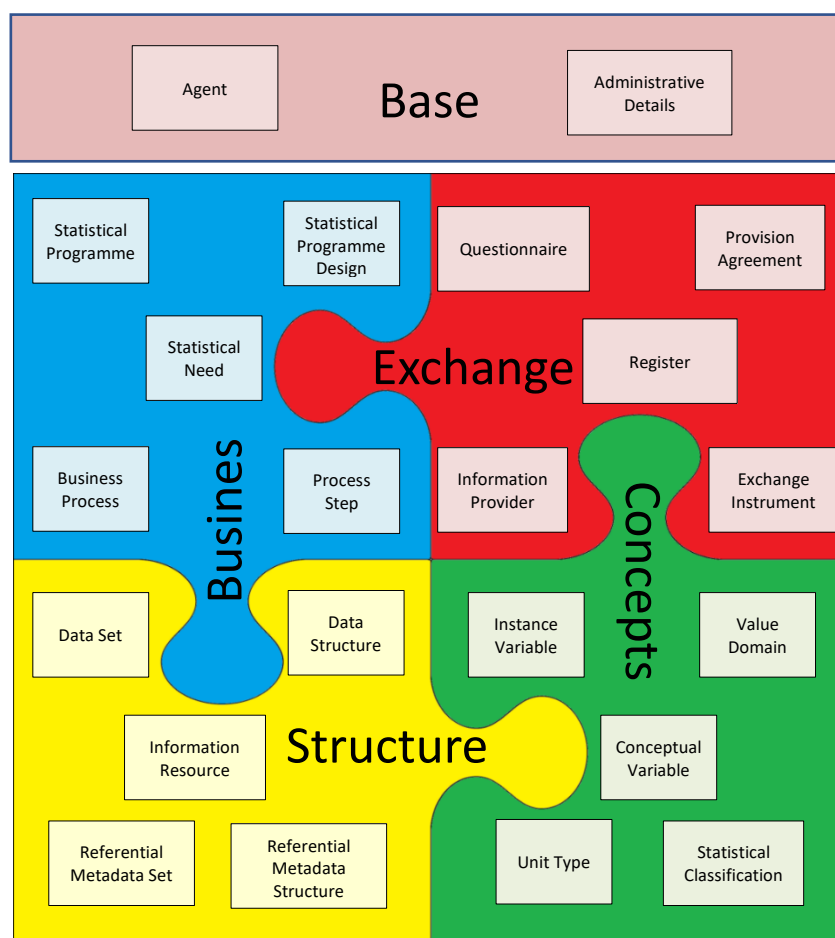 Agent
Base
Administrative
Details
Statistical
Programme
Statistical
Programme
Design
Statistical
Need
Business
Process
Process
Step
Busines
Questionnaire
Provision
Agreement
Exchange
Register
Information
Provider
Exchange
Instrument
Data Set
Data
Structure
Information
Resource
Structure
Referential
Metadata Set
Referential
Metadata
Structure
Concepts
Instance
Variable
Value
Domain
Conceptual
Variable
Unit Type
Statistical
Classification